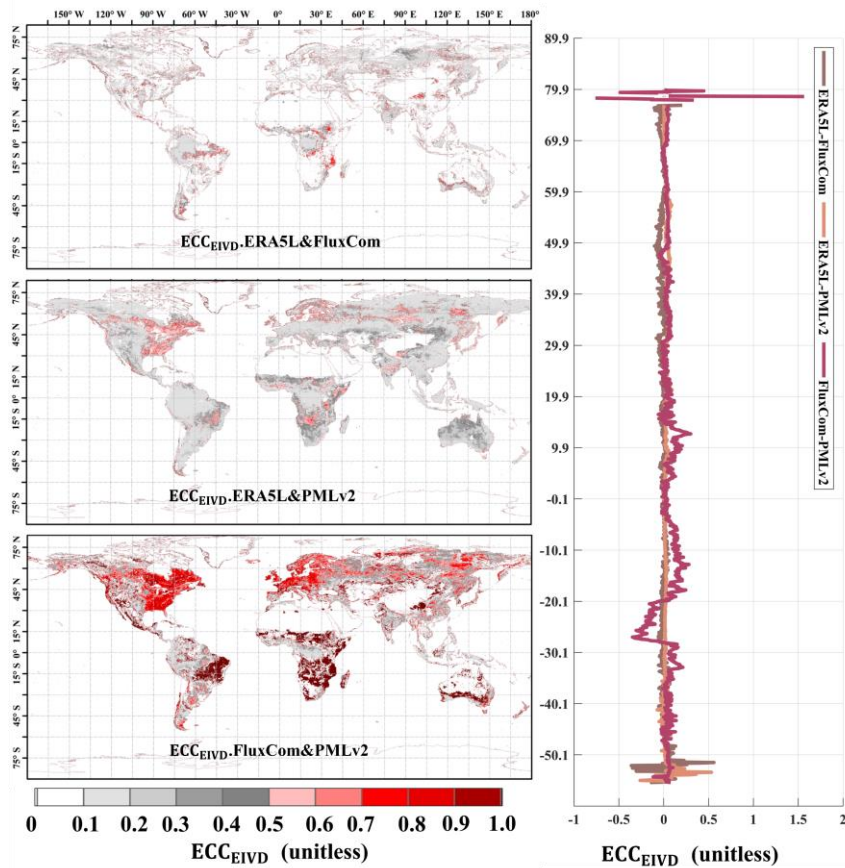 150° W 120° W 90° W 60° W 30° W 0° 30° E 60° E 90° E 120° E 150° E 180° E
75° N
45° N
15° N
0°
15° S
45° S
75° S
ECC_EIVD.ERA5L&FluxCom
75° N
45° N
15° N
0°
15° S
45° S
75° S
ECC_EIVD.ERA5L&PMLv2
75° N
45° N
15° N
0°
15° S
45° S
75° S
ECC_EIVD.FluxCom&PMLv2
0 0.1 0.2 0.3 0.4 0.5 0.6 0.7 0.8 0.9 1.0
ECC_EIVD (unitless)
89.9
79.9
69.9
59.9
49.9
39.9
29.9
19.9
9.9
-0.1
-10.1
-20.1
-30.1
-40.1
-50.1
-1 -0.5 0 0.5 1 1.5 2
ECC_EIVD (unitless)
ERA5L-FluxCom
ERA5L-PMLv2
FluxCom-PMLv2